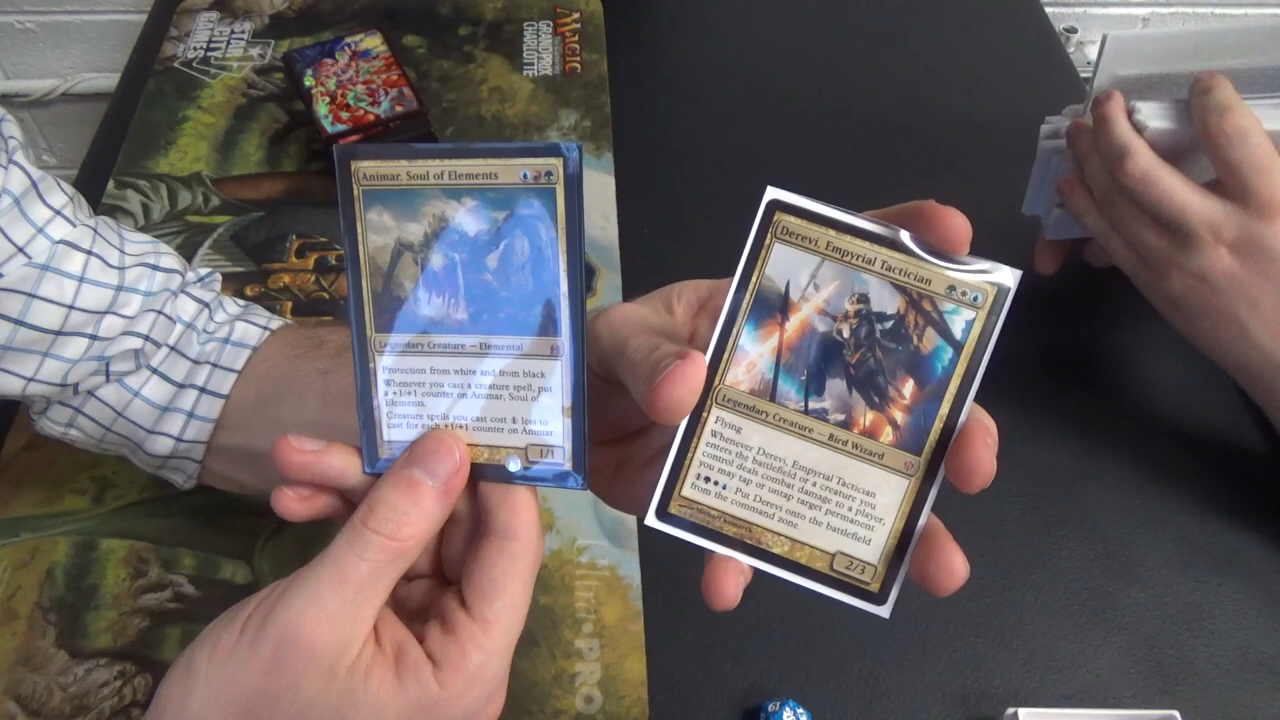 STAR
CITY
GAMES
MAGIC
GRAND PRIX
CHARLOTTE
Animar, Soul of Elements
Legendary Creature — Elemental
Protection from white and from black
Whenever you cast a creature spell, put
a +1/+1 counter on Animar, Soul of
Elements.
Creature spells you cast cost 1 less to
cast for each +1/+1 counter on Animar.
1/1
Derevi, Empyrial Tactician
Legendary Creature — Bird Wizard
Flying
Whenever Derevi, Empyrial Tactician
enters the battlefield or a creature you
control deals combat damage to a player,
you may tap or untap target permanent.
1: Put Derevi onto the battlefield
from the command zone.
2/3
Ultra•PRO
19